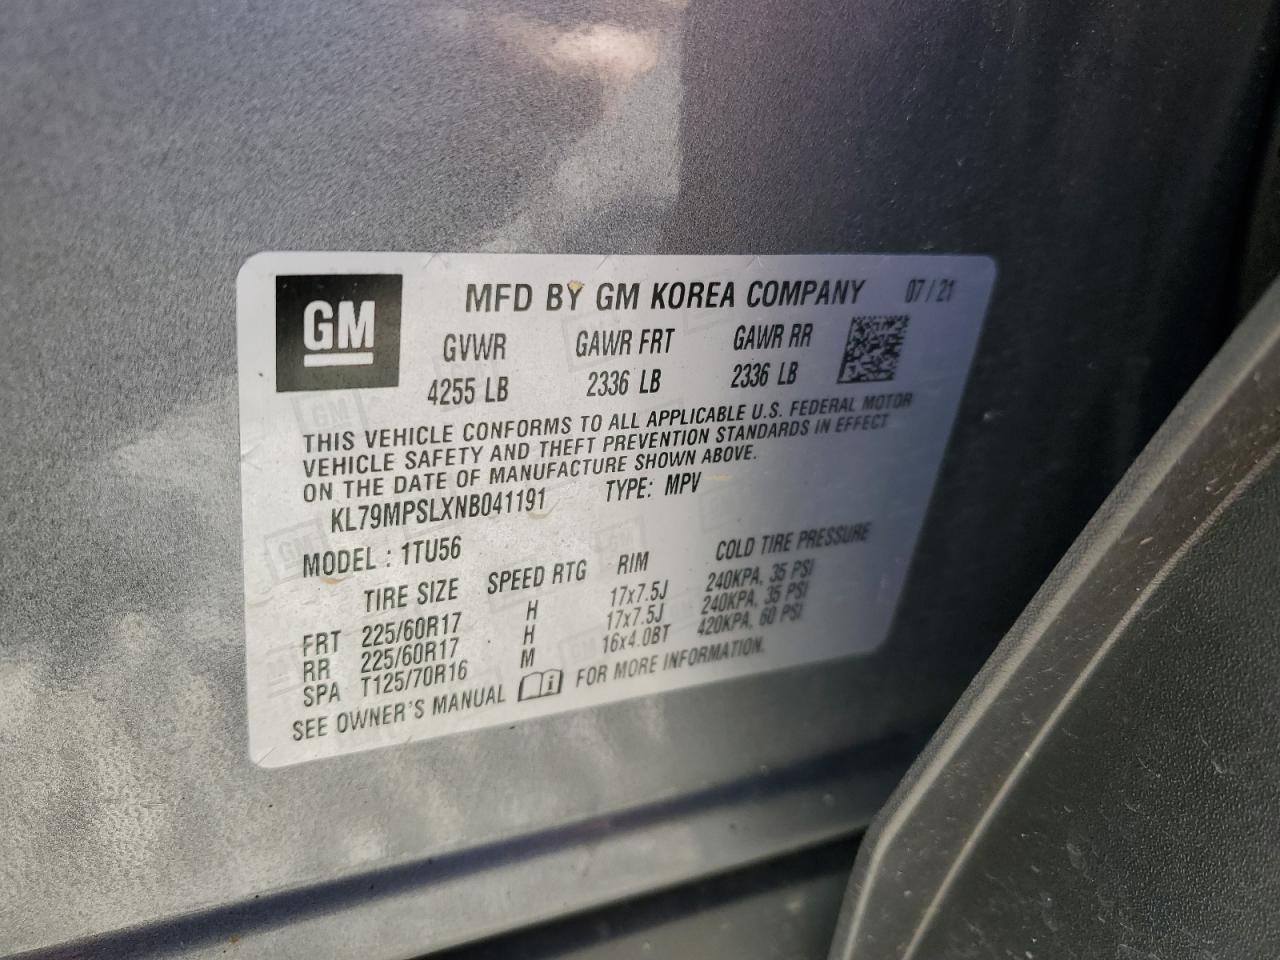 GM
MFD BY GM KOREA COMPANY 07/21
GVWR GAWR FRT GAWR RR
4255 LB 2336 LB 2336 LB
THIS VEHICLE CONFORMS TO ALL APPLICABLE U.S. FEDERAL MOTOR
VEHICLE SAFETY AND THEFT PREVENTION STANDARDS IN EFFECT
ON THE DATE OF MANUFACTURE SHOWN ABOVE.
KL79MPSLXNB041191 TYPE: MPV
MODEL : 1TU56
TIRE SIZE SPEED RTG RIM COLD TIRE PRESSURE
FRT 225/60R17 H 17x7.5J 240KPA, 35 PSI
RR 225/60R17 H 17x7.5J 240KPA, 35 PSI
SPA T125/70R16 M 16x4.0BT 420KPA, 60 PSI
SEE OWNER'S MANUAL i FOR MORE INFORMATION.